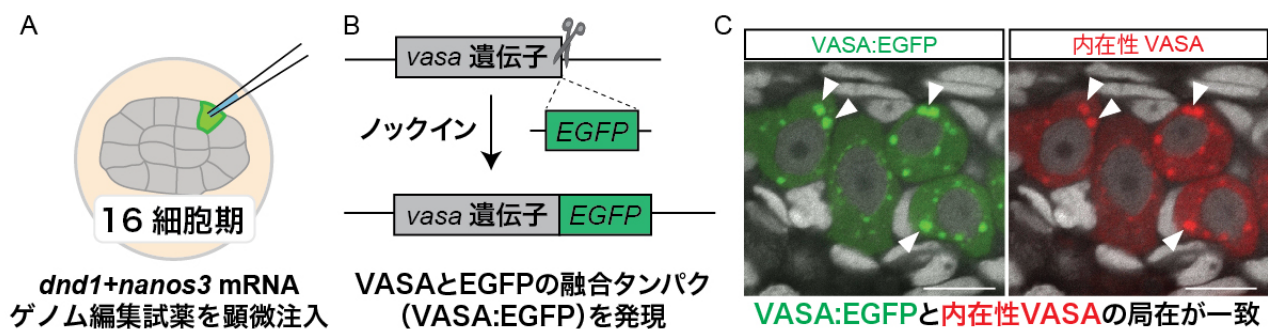 A
16 細胞期
dnd1+nanos3 mRNA
ゲノム編集試薬を顕微注入
B
vasa 遺伝子
ノックイン
EGFP
vasa 遺伝子 EGFP
VASAとEGFPの融合タンパク
(VASA:EGFP)を発現
C
VASA:EGFP 内在性 VASA
VASA:EGFPと内在性VASAの局在が一致